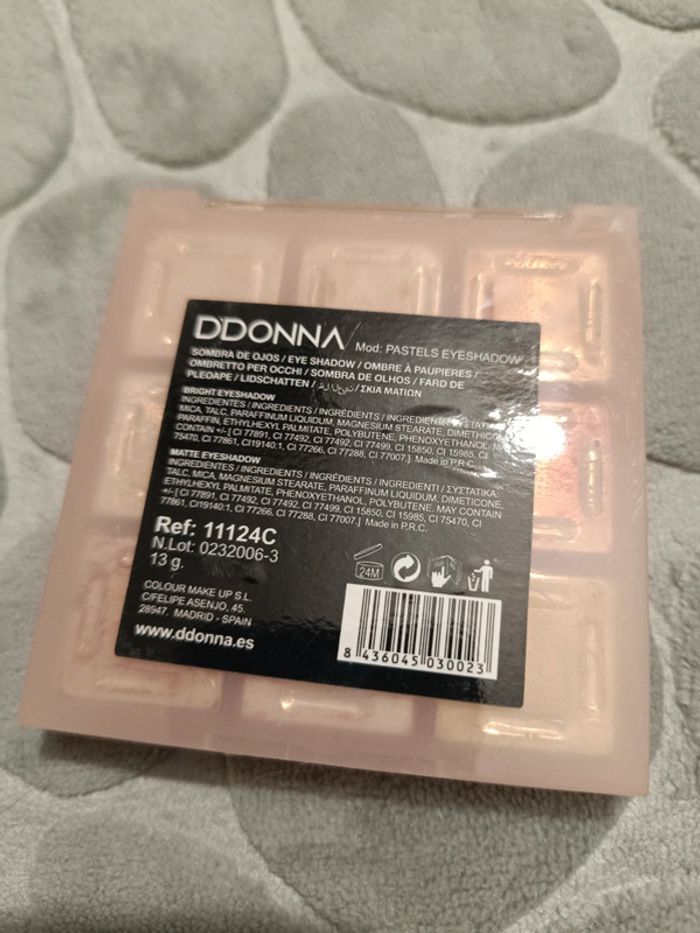 D'DONNA Mod: PASTELS EYESHADOW
SOMBRA DE OJOS / EYE SHADOW / OMBRE À PAUPIERES /
OMBRETTO PER OCCHI / SOMBRA DE OLHOS / FARD DE
PLEOAPE / LIDSCHATTEN / ظل العيون / ΣΚΙΑ ΜΑΤΙΩΝ
BRIGHT EYESHADOW
INGREDIENTES / INGREDIENTS / INGRÉDIENTS / INGREDIENTI
MICA, TALC, PARAFFINUM LIQUIDUM, MAGNESIUM STEARATE,
PARAFFIN, ETHYLHEXYL PALMITATE, POLYBUTENE, PHENOXYETHANOL,
CONTAIN +/- [ CI 77891, CI 77492, CI 77492, CI 77499, CI 15850, CI 15985, CI
75470, CI 77861, CI19140:1, CI 77266, CI 77288, CI 77007.] Made in P.R.C.
MATTE EYESHADOW
INGREDIENTES / INGREDIENTS / INGRÉDIENTS / INGREDIENTI / ΣΥΣΤΑΤΙΚΑ:
TALC, MICA, MAGNESIUM STEARATE, PARAFFINUM LIQUIDUM, DIMETICONE,
ETHYLHEXYL PALMITATE, PHENOXYETHANOL, POLYBUTENE, MAY CONTAIN
+/- [ CI 77891, CI 77492, CI 77492, CI 77499, CI 15850, CI 15985, CI 75470, CI
77861, CI19140:1, CI 77266, CI 77288, CI 77007.] Made in P.R.C.
Ref: 11124C
N.Lot: 0232006-3
13 g.
24M
COLOUR MAKE UP S.L.
C/FELIPE ASENJO, 45.
28947. MADRID - SPAIN
www.ddonna.es
8 436045 030023